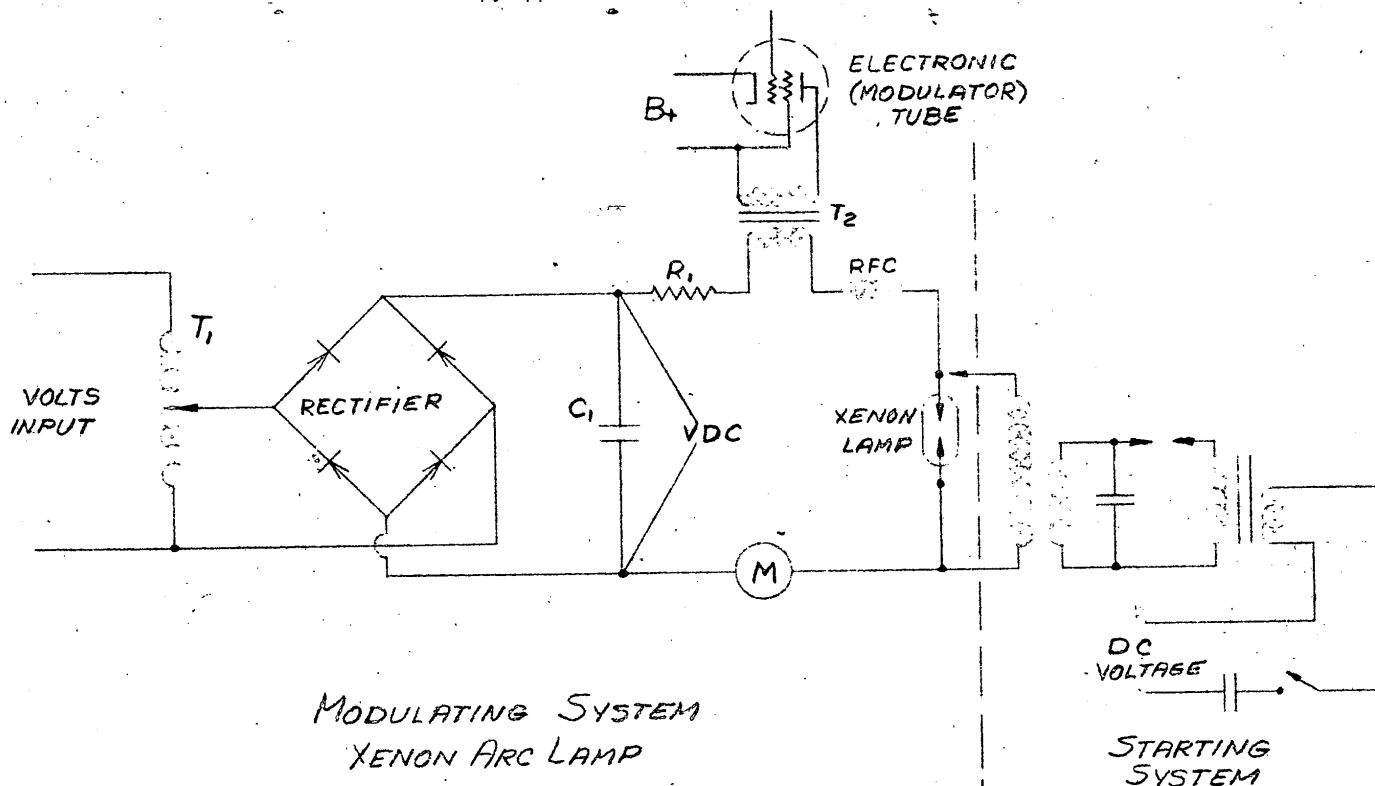 ELECTRONIC
(MODULATOR)
TUBE
B+
T2
R1
RFC
T1
VOLTS
INPUT
RECTIFIER
C1
VDC
XENON
LAMP
M
DC
VOLTAGE
MODULATING SYSTEM
XENON ARC LAMP
STARTING
SYSTEM